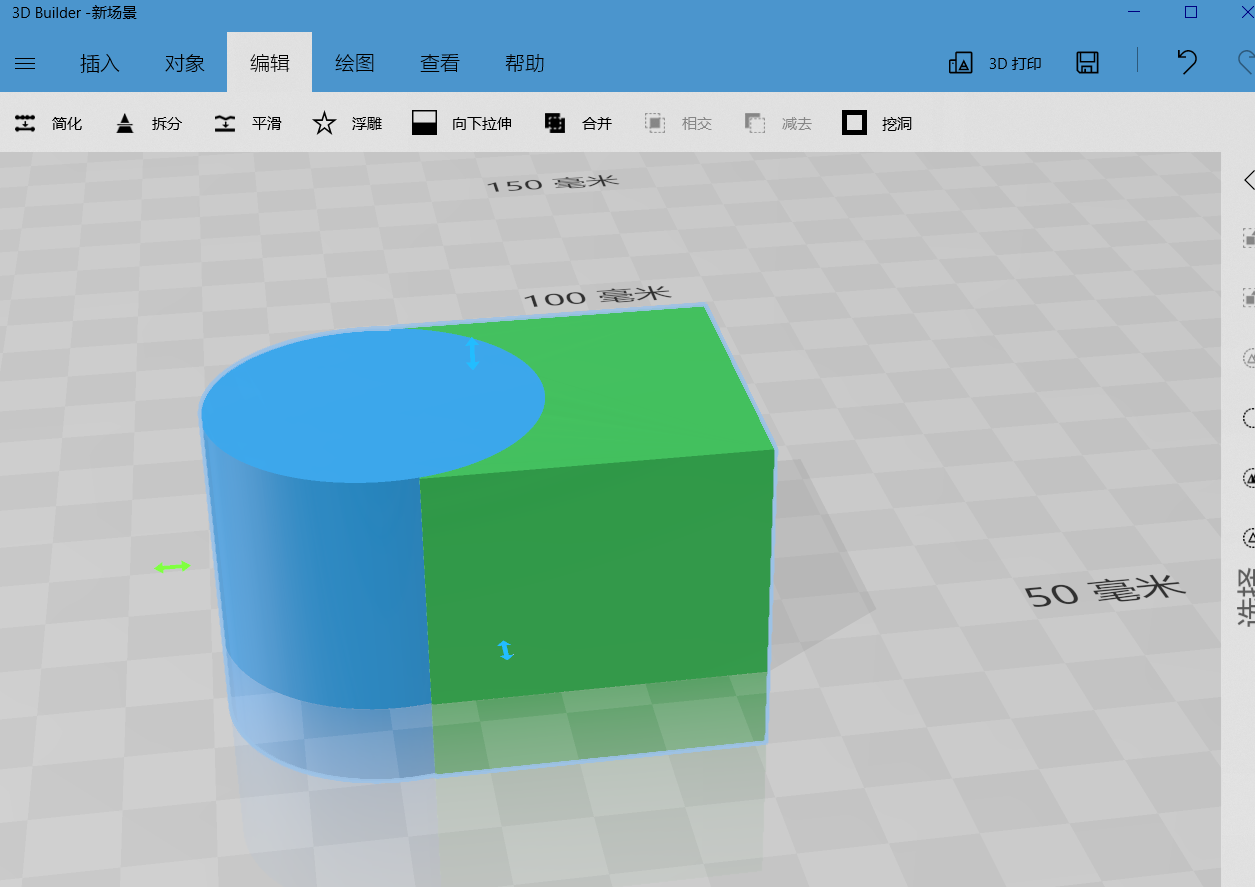 3D Builder -新场景
插入 对象 编辑 绘图 查看 帮助 3D 打印
简化 拆分 平滑 浮雕 向下拉伸 合并 相交 减去 挖洞
150 毫米
100 毫米
50 毫米
选择